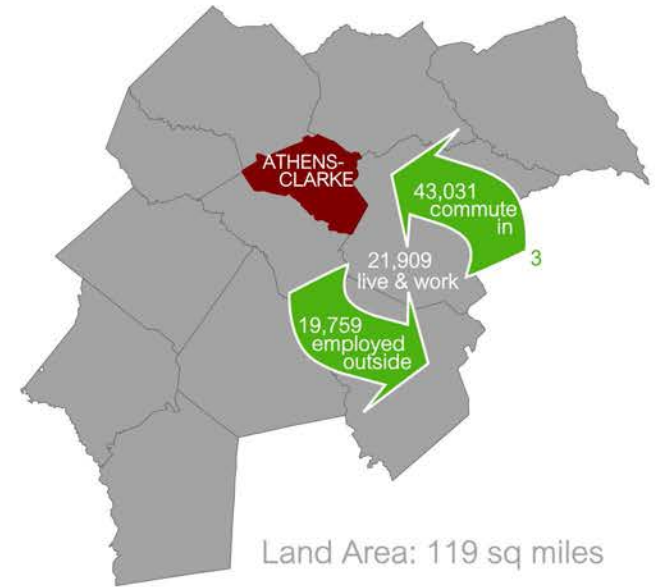 ATHENS-
CLARKE
43,031
commute
in
3
21,909
live & work
19,759
employed
outside
Land Area: 119 sq miles